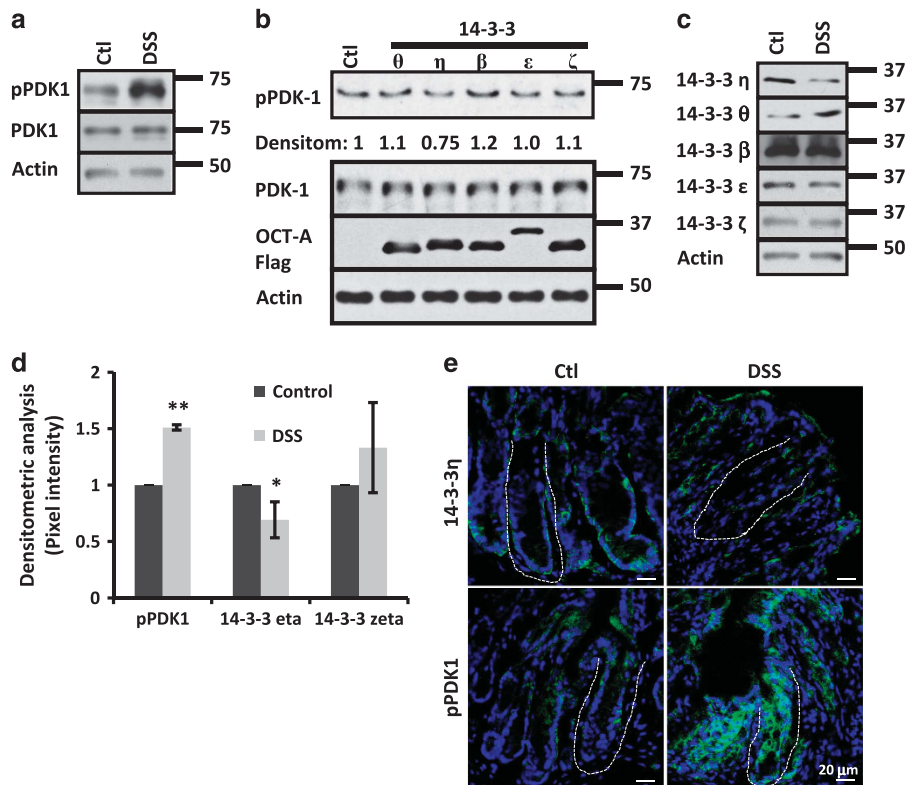 a
Ctl DSS
pPDK1 75
PDK1 75
Actin 50
b
14-3-3
Ctl θ η β ε ζ
pPDK-1 75
Densitom: 1 1.1 0.75 1.2 1.0 1.1
PDK-1 75
OCT-A
Flag 37
Actin 50
c
Ctl DSS
14-3-3 η 37
14-3-3 θ 37
14-3-3 β 37
14-3-3 ε 37
14-3-3 ζ 37
Actin 50
d
Densitometric analysis
(Pixel intensity)
2
1.5
1
0.5
0
Control
DSS
**
*
pPDK1 14-3-3 eta 14-3-3 zeta
e
Ctl DSS
14-3-3η
pPDK1
20 µm